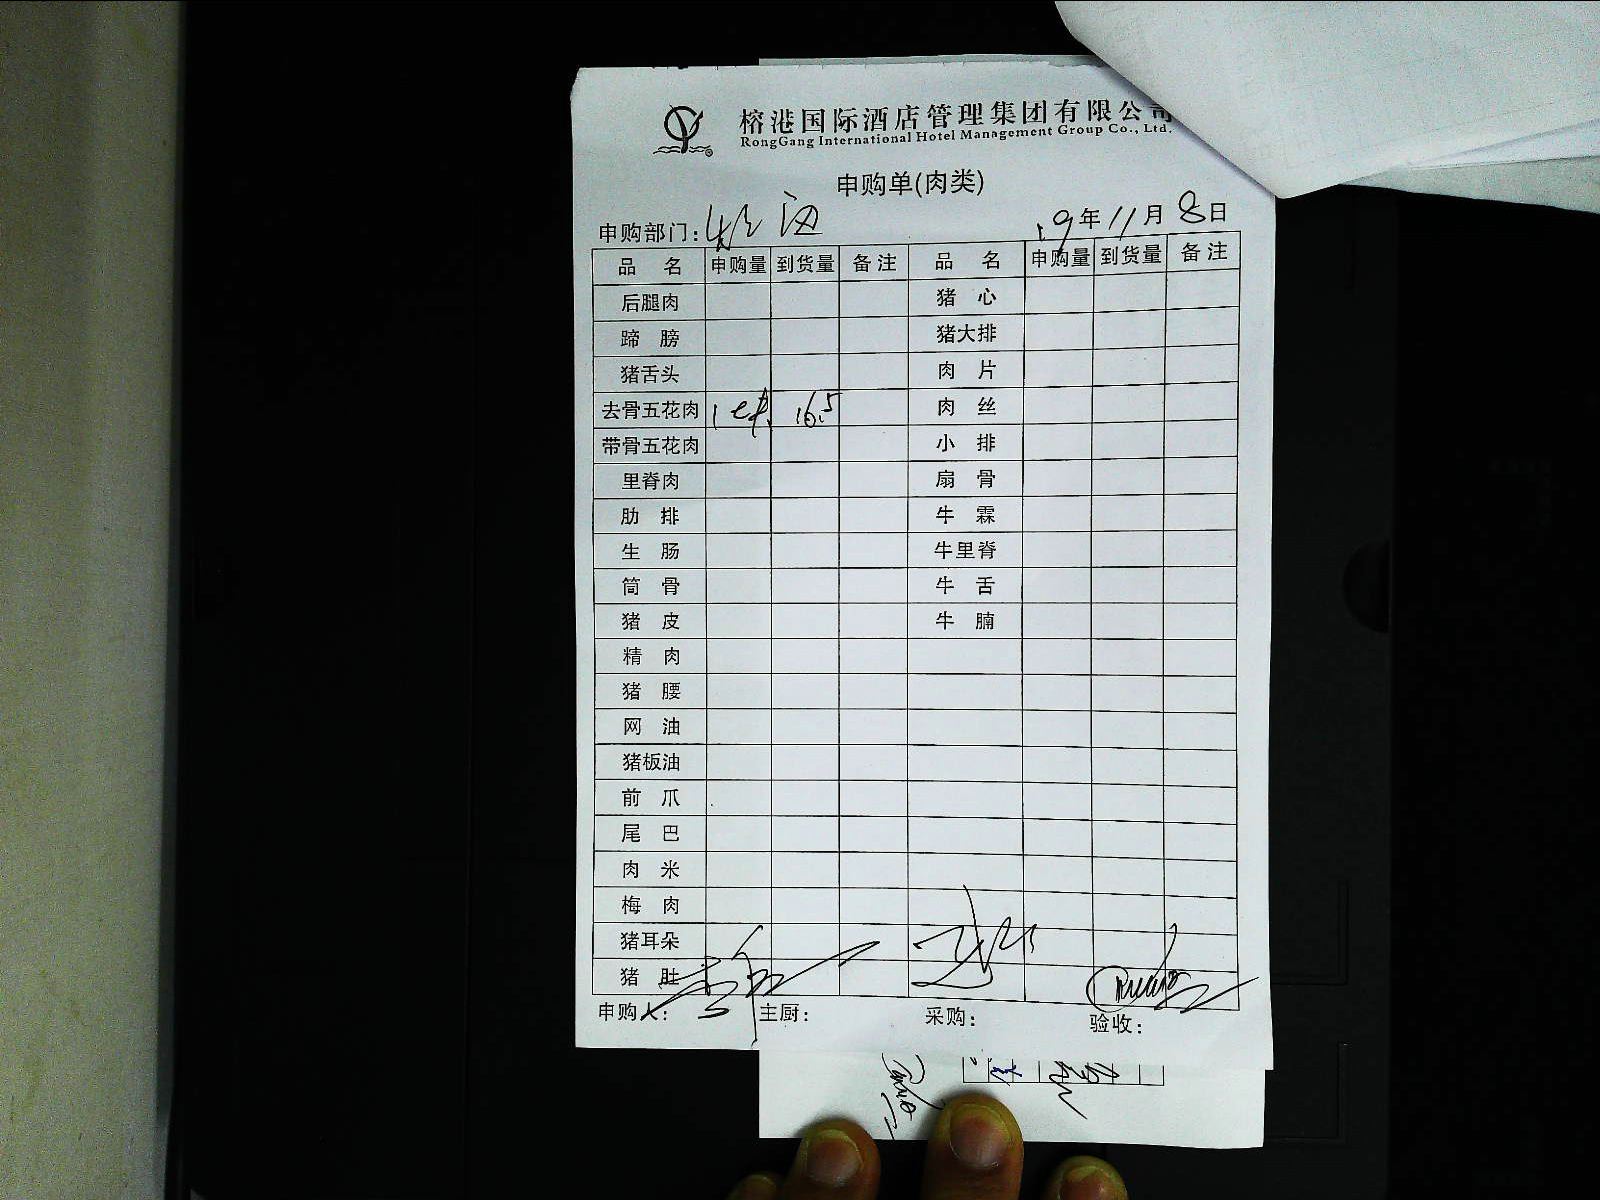 榕港国际酒店管理集团有限公司
RongGang International Hotel Management Group Co., Ltd.
申购单(肉类)
申购部门: 19年11月8日
品 名 申购量 到货量 备注 品 名 申购量 到货量 备注
后腿肉 猪 心
蹄 膀 猪大排
猪舌头 肉 片
去骨五花肉 16.5 肉 丝
带骨五花肉 小 排
里脊肉 扇 骨
肋 排 牛 霖
生 肠 牛里脊
筒 骨 牛 舌
猪 皮 牛 腩
精 肉
猪 腰
网 油
猪板油
前 爪
尾 巴
肉 米
梅 肉
猪耳朵
猪 肚
申购人: 主厨: 采购: 验收: